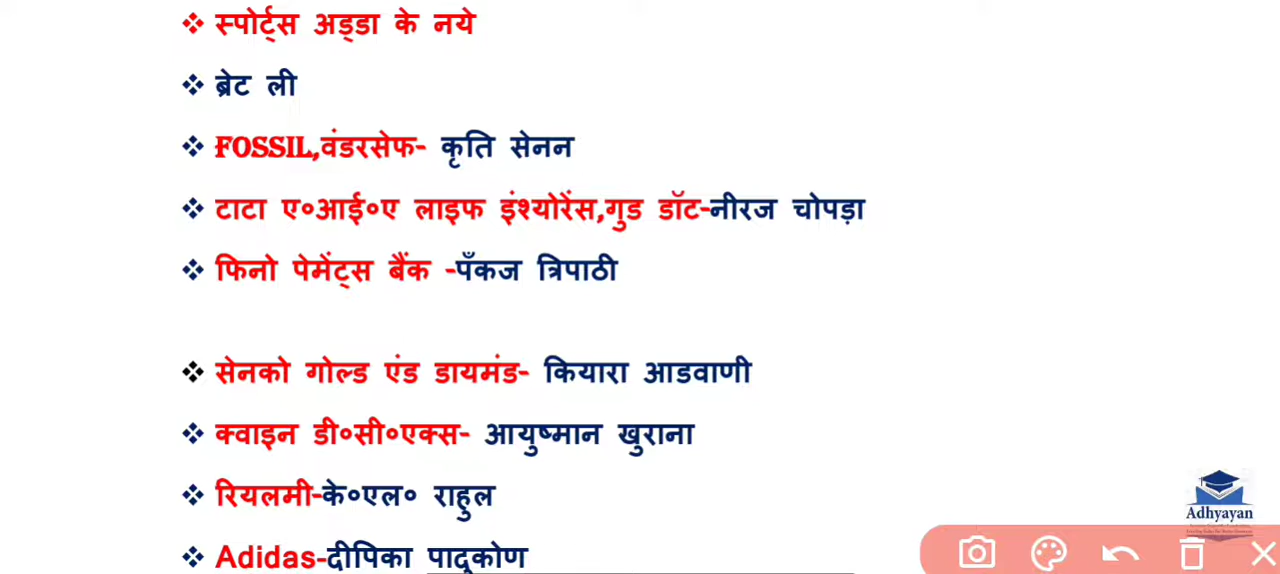 ❖ स्पोर्ट्स अड्डा के नये
❖ ब्रेट ली
❖ FOSSIL,वंडरसेफ- कृति सेनन
❖ टाटा ए०आई०ए लाइफ इंश्योरेंस,गुड डॉट-नीरज चोपड़ा
❖ फिनो पेमेंट्स बैंक -पँकज त्रिपाठी
❖ सेनको गोल्ड एंड डायमंड- कियारा आडवाणी
❖ क्वाइन डी०सी०एक्स- आयुष्मान खुराना
❖ रियलमी-के०एल० राहुल
❖ Adidas-दीपिका पादुकोण
Adhyayan